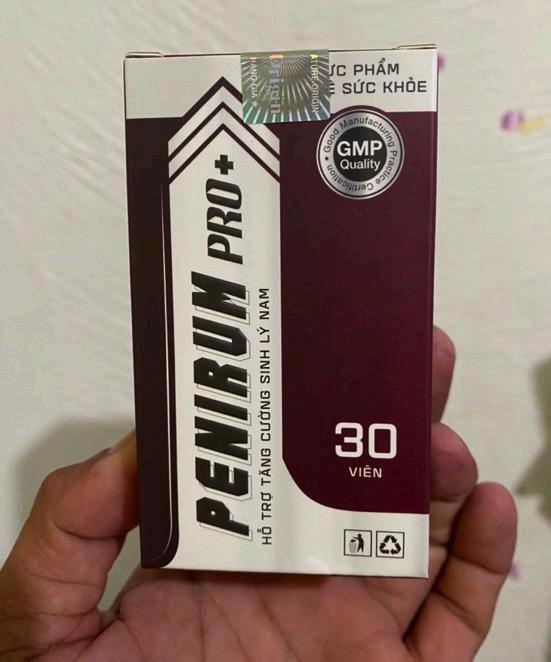 PHẨM
SỨC KHỎE
Good Manufacturing Practice Certification
GMP
Quality
PENIRUM PRO+
HỖ TRỢ TĂNG CƯỜNG SINH LÝ NAM
30
VIÊN